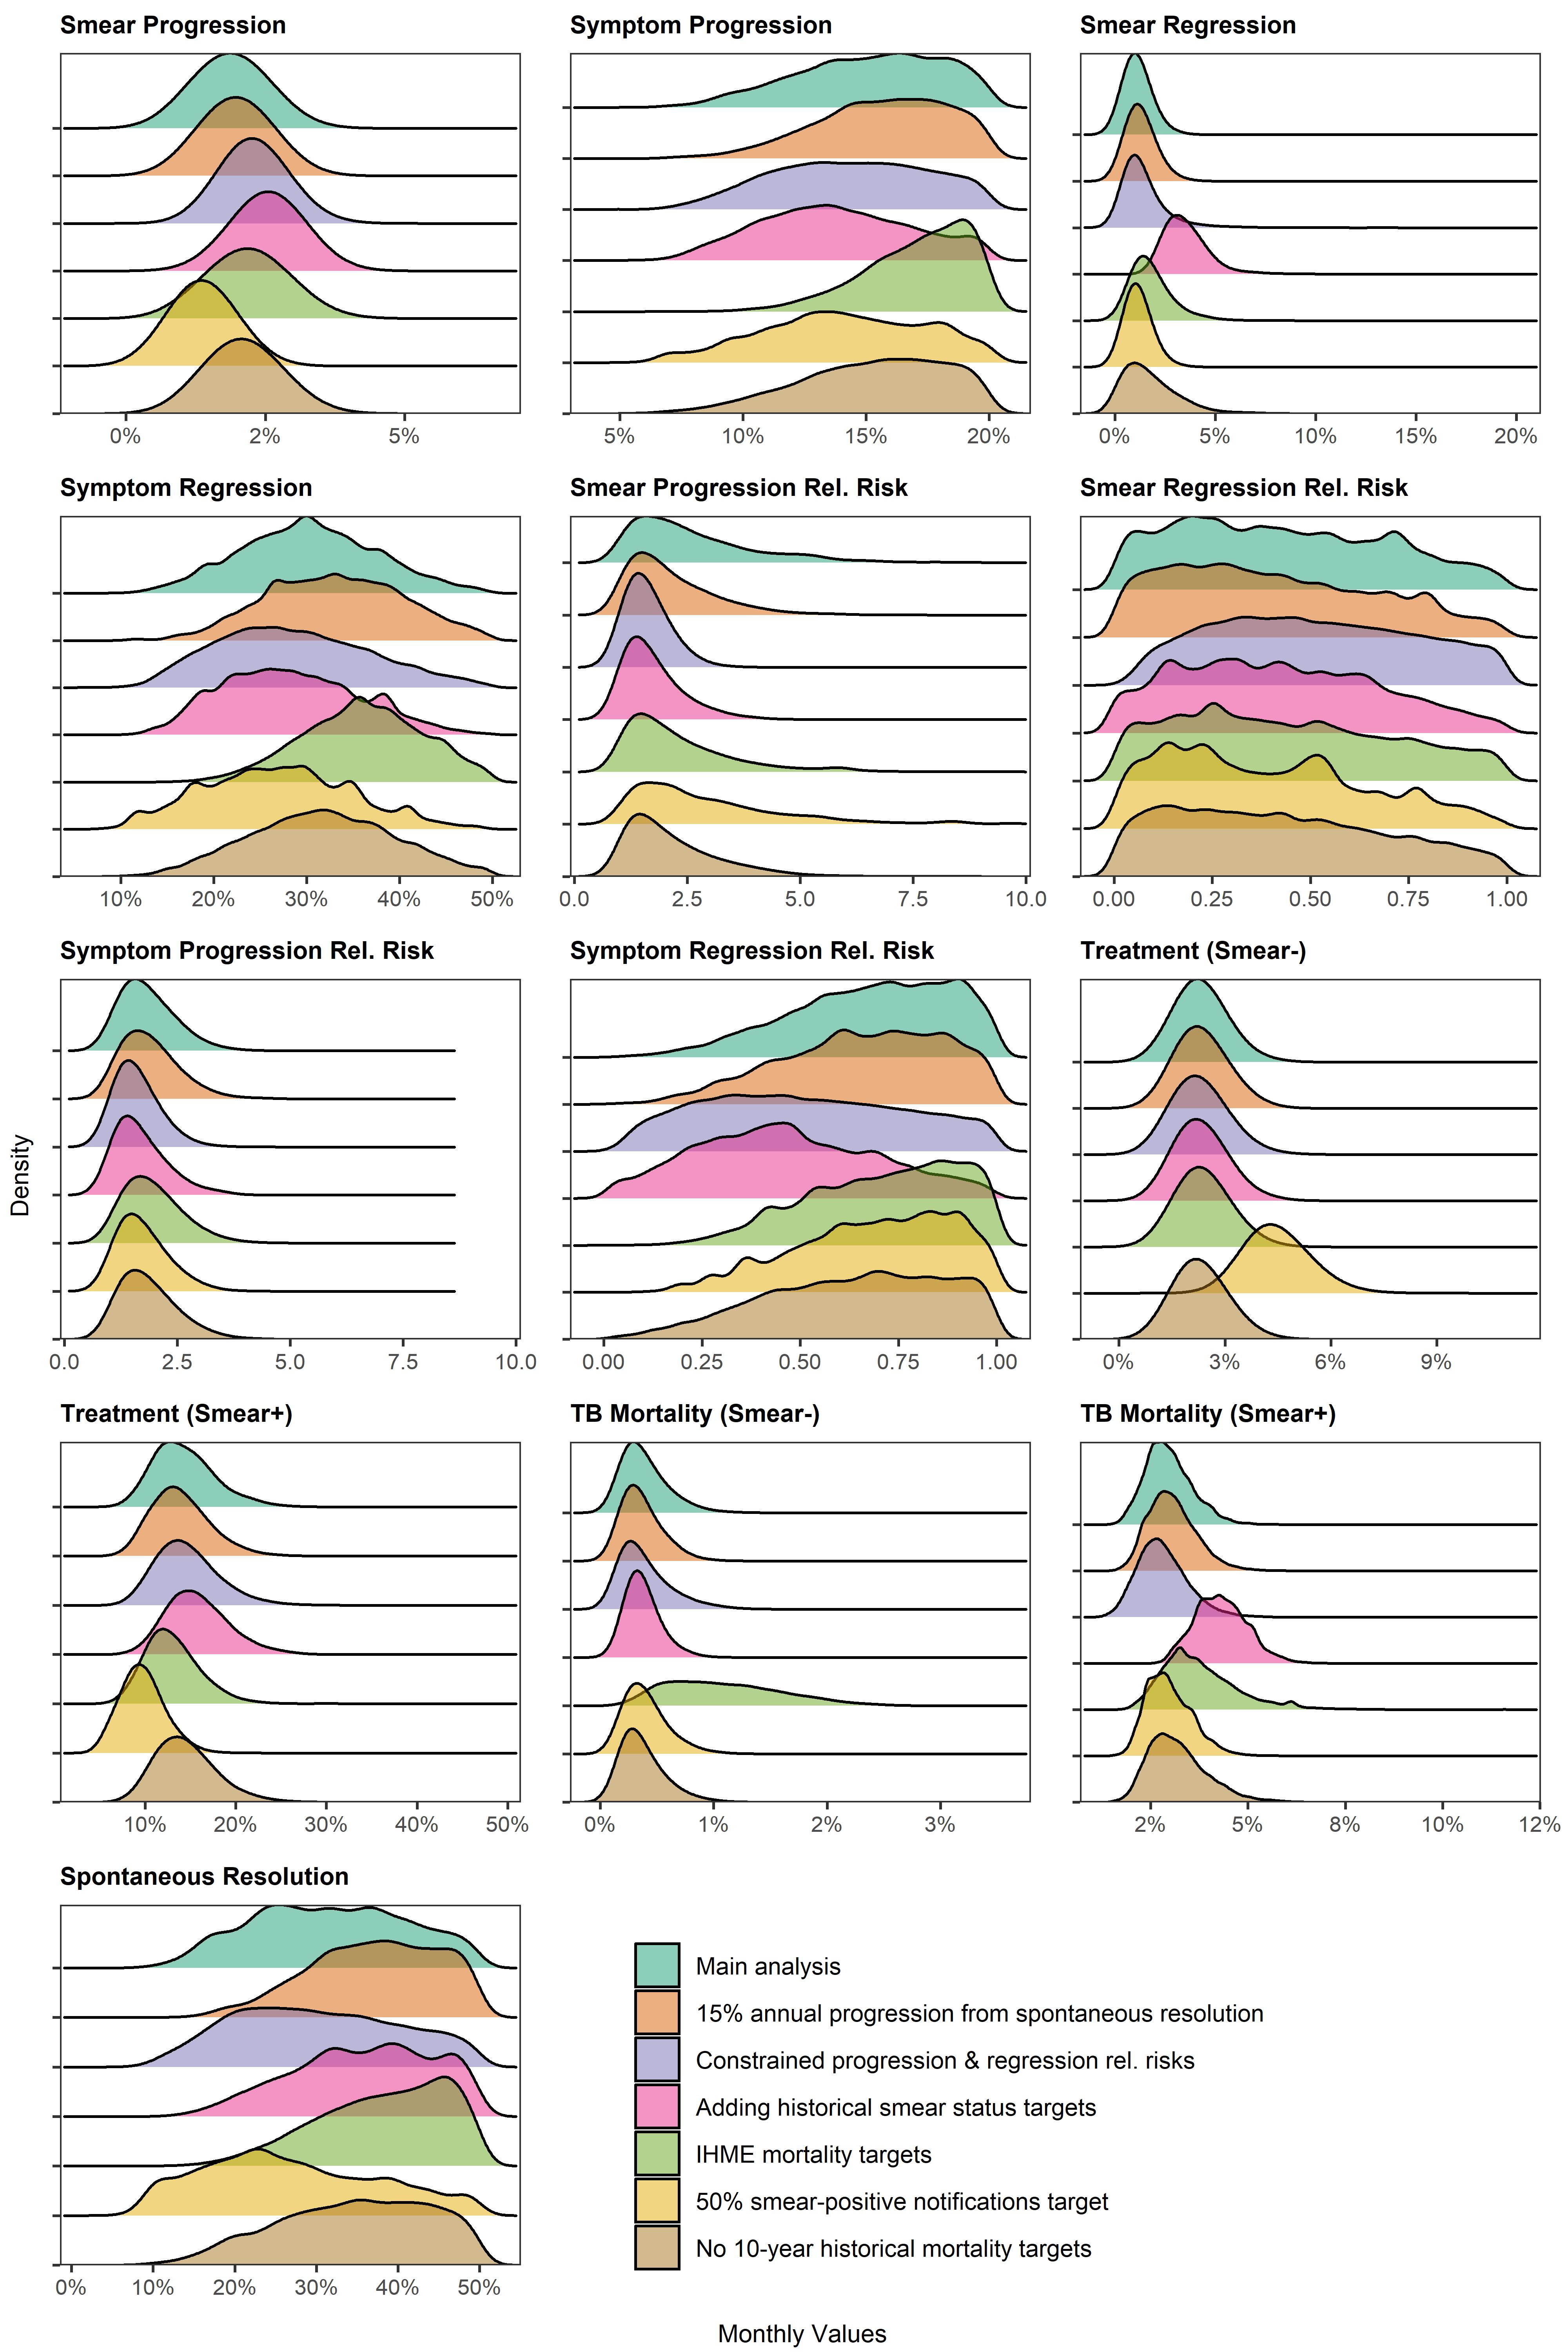 Smear Progression
Symptom Progression
Smear Regression
0% 2% 5%
5% 10% 15% 20%
0% 5% 10% 15% 20%
Symptom Regression
Smear Progression Rel. Risk
Smear Regression Rel. Risk
10% 20% 30% 40% 50%
0.0 2.5 5.0 7.5 10.0
0.00 0.25 0.50 0.75 1.00
Symptom Progression Rel. Risk
Symptom Regression Rel. Risk
Treatment (Smear-)
Density
0.0 2.5 5.0 7.5 10.0
0.00 0.25 0.50 0.75 1.00
0% 3% 6% 9%
Treatment (Smear+)
TB Mortality (Smear-)
TB Mortality (Smear+)
10% 20% 30% 40% 50%
0% 1% 2% 3%
2% 5% 8% 10% 12%
Spontaneous Resolution
0% 10% 20% 30% 40% 50%
Main analysis
15% annual progression from spontaneous resolution
Constrained progression & regression rel. risks
Adding historical smear status targets
IHME mortality targets
50% smear-positive notifications target
No 10-year historical mortality targets
Monthly Values